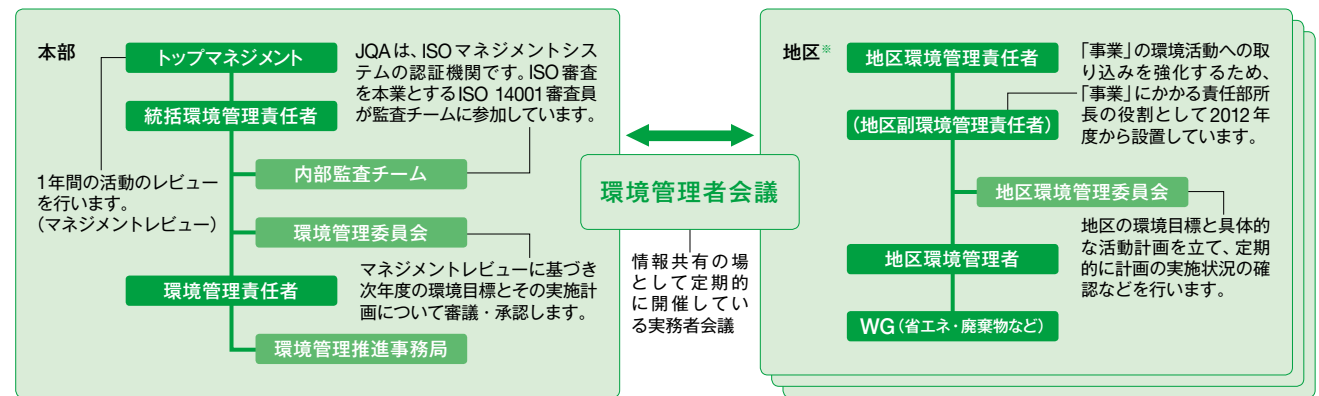 本部
トップマネジメント
統括環境管理責任者
内部監査チーム
環境管理委員会
環境管理責任者
環境管理推進事務局
JQAは、ISOマネジメントシス
テムの認証機関です。ISO審査
を本業とするISO 14001審査員
が監査チームに参加しています。
1年間の活動のレビュー
を行います。
（マネジメントレビュー）
マネジメントレビューに基づき
次年度の環境目標とその実施計
画について審議・承認します。
環境管理者会議
情報共有の場
として定期的
に開催してい
る実務者会議
地区※
地区環境管理責任者
（地区副環境管理責任者）
地区環境管理委員会
地区環境管理者
WG（省エネ・廃棄物など）
「事業」の環境活動への取
り込みを強化するため、
「事業」にかかる責任部所
長の役割として2012年
度から設置しています。
地区の環境目標と具体的
な活動計画を立て、定期
的に計画の実施状況の確
認などを行います。